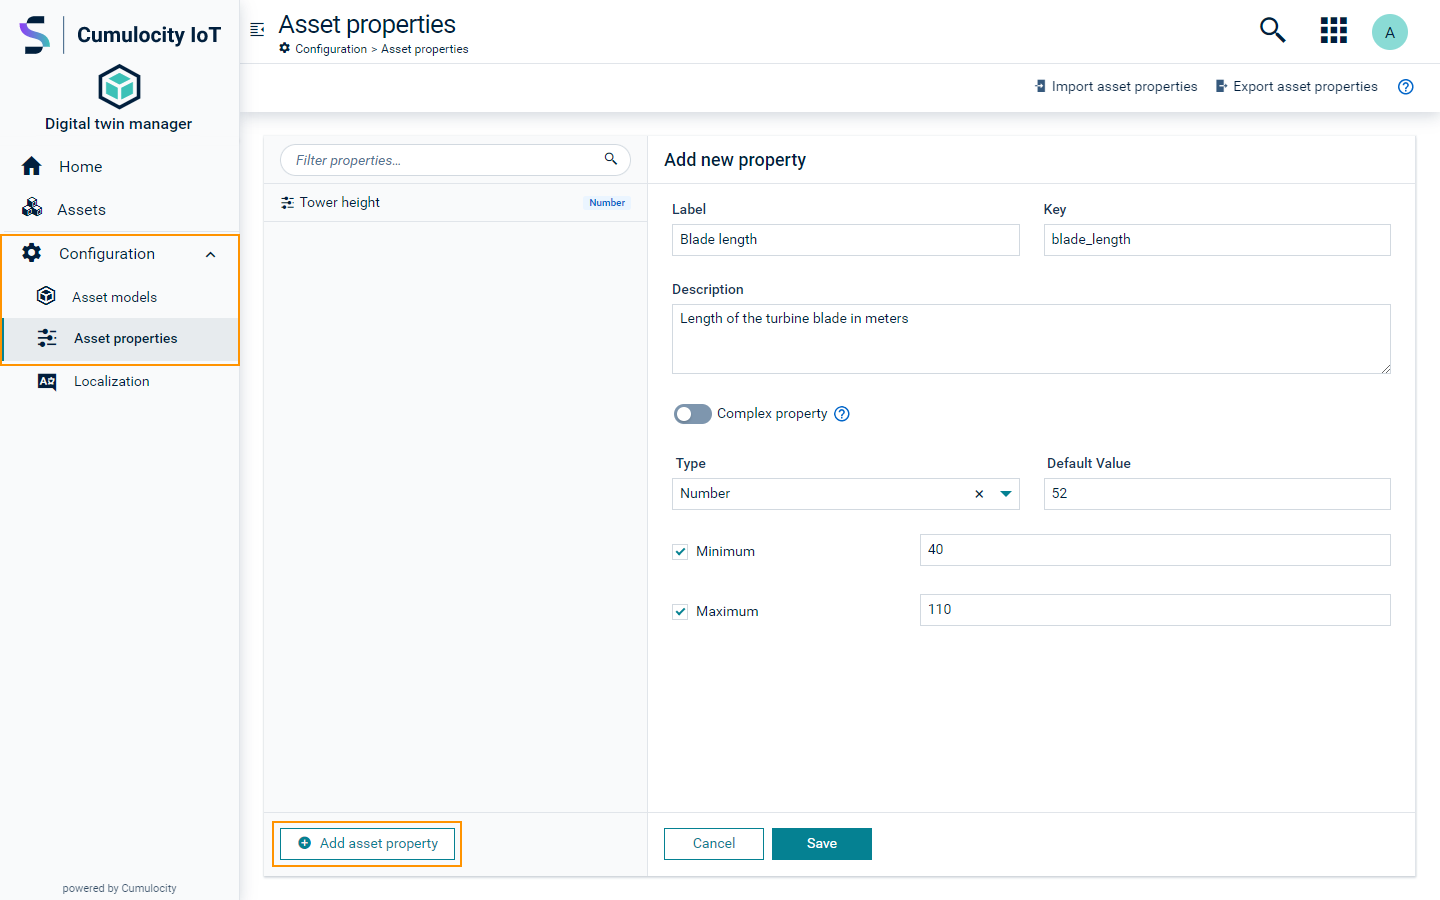 Cumulocity IoT
Digital twin manager
Home
Assets
Configuration
Asset models
Asset properties
Localization
powered by Cumulocity
Asset properties
Configuration > Asset properties
A
Import asset properties
Export asset properties
Filter properties...
Tower height
Number
Add asset property
Add new property
Label
Key
Blade length
blade_length
Description
Length of the turbine blade in meters
Complex property
Type
Default Value
Number
52
Minimum
40
Maximum
110
Cancel
Save